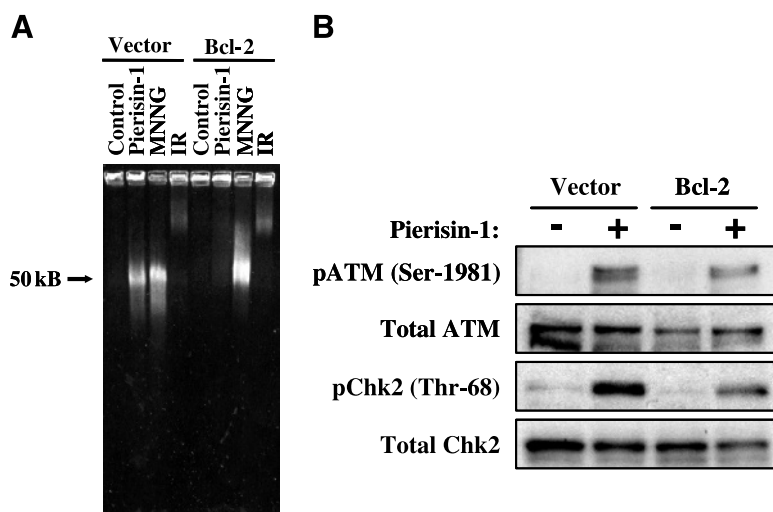 A
Vector Bcl-2
Control Pierisin-1 MNNG IR Control Pierisin-1 MNNG IR
50 kB
B
Vector Bcl-2
Pierisin-1: - + - +
pATM (Ser-1981)
Total ATM
pChk2 (Thr-68)
Total Chk2